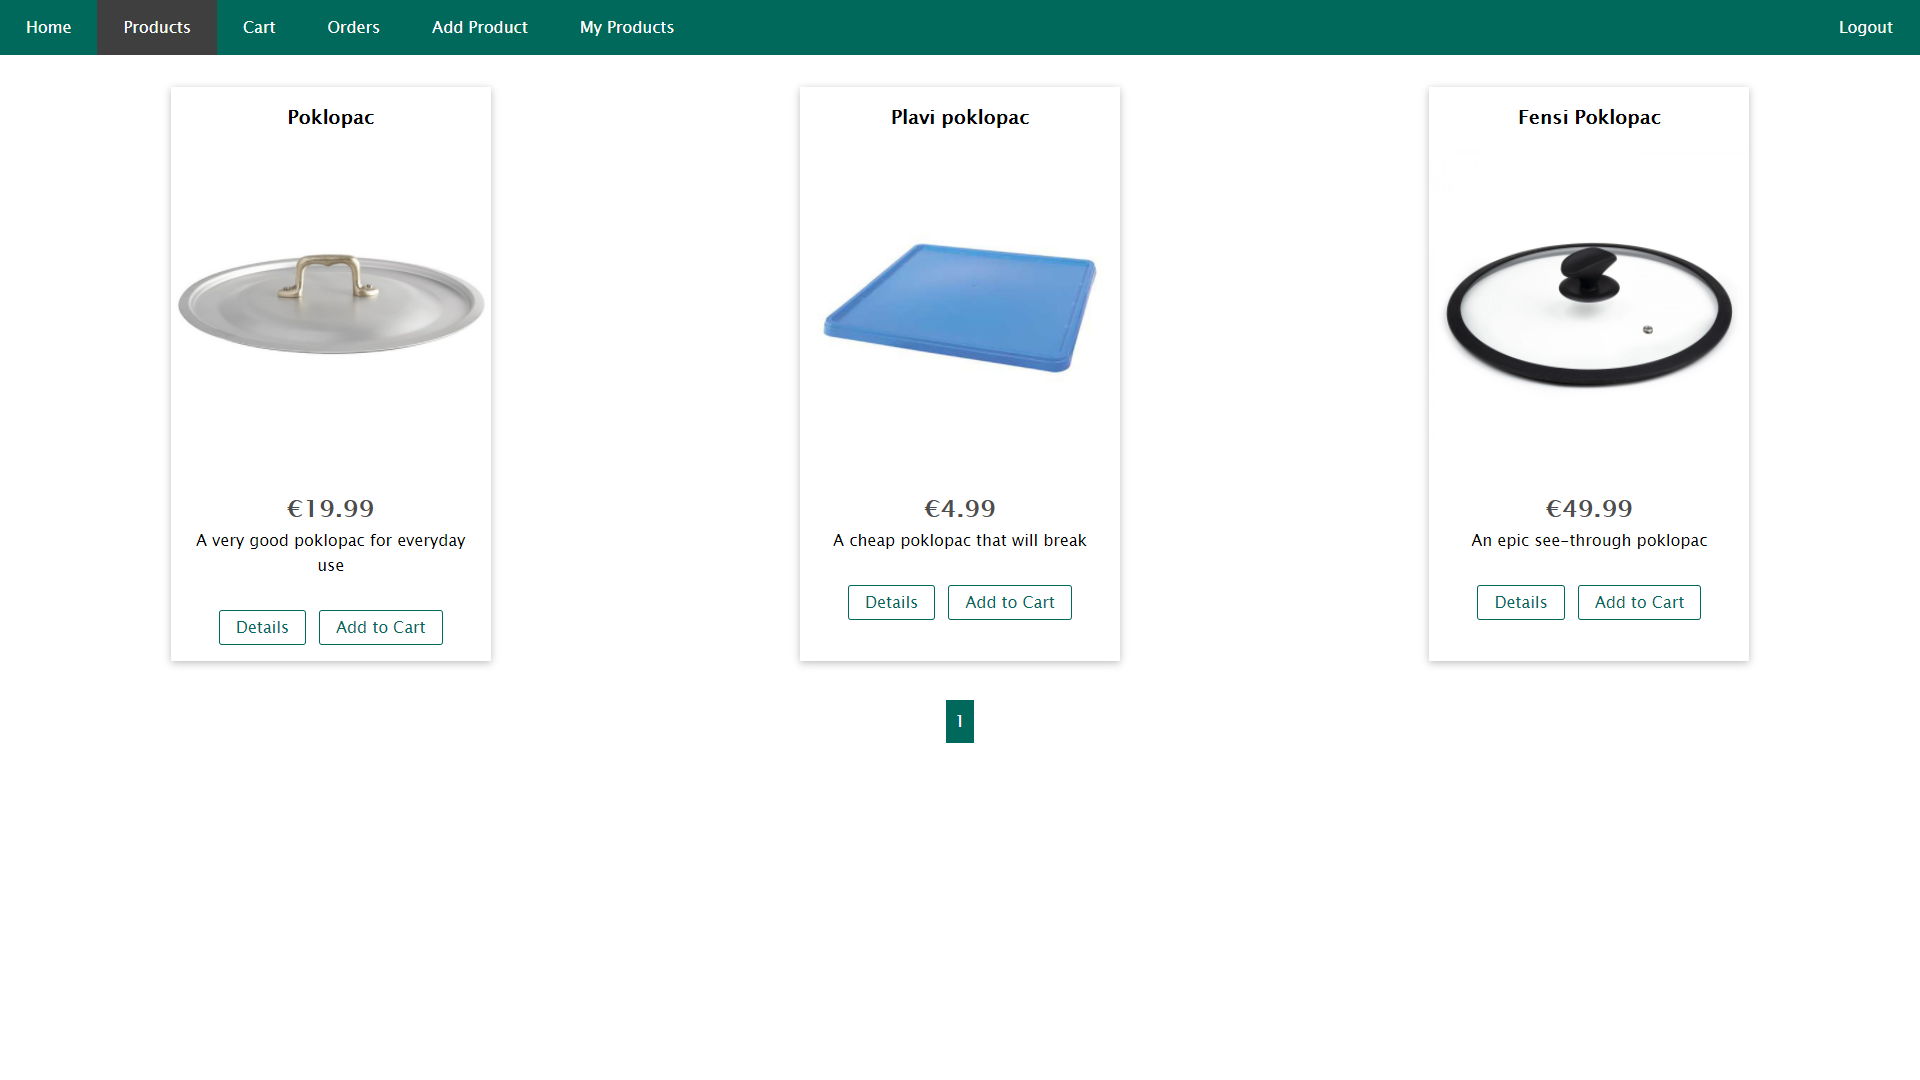 Home Products Cart Orders Add Product My Products Logout
Poklopac
€19.99
A very good poklopac for everyday
use
Details Add to Cart
Plavi poklopac
€4.99
A cheap poklopac that will break
Details Add to Cart
Fensi Poklopac
€49.99
An epic see-through poklopac
Details Add to Cart
1